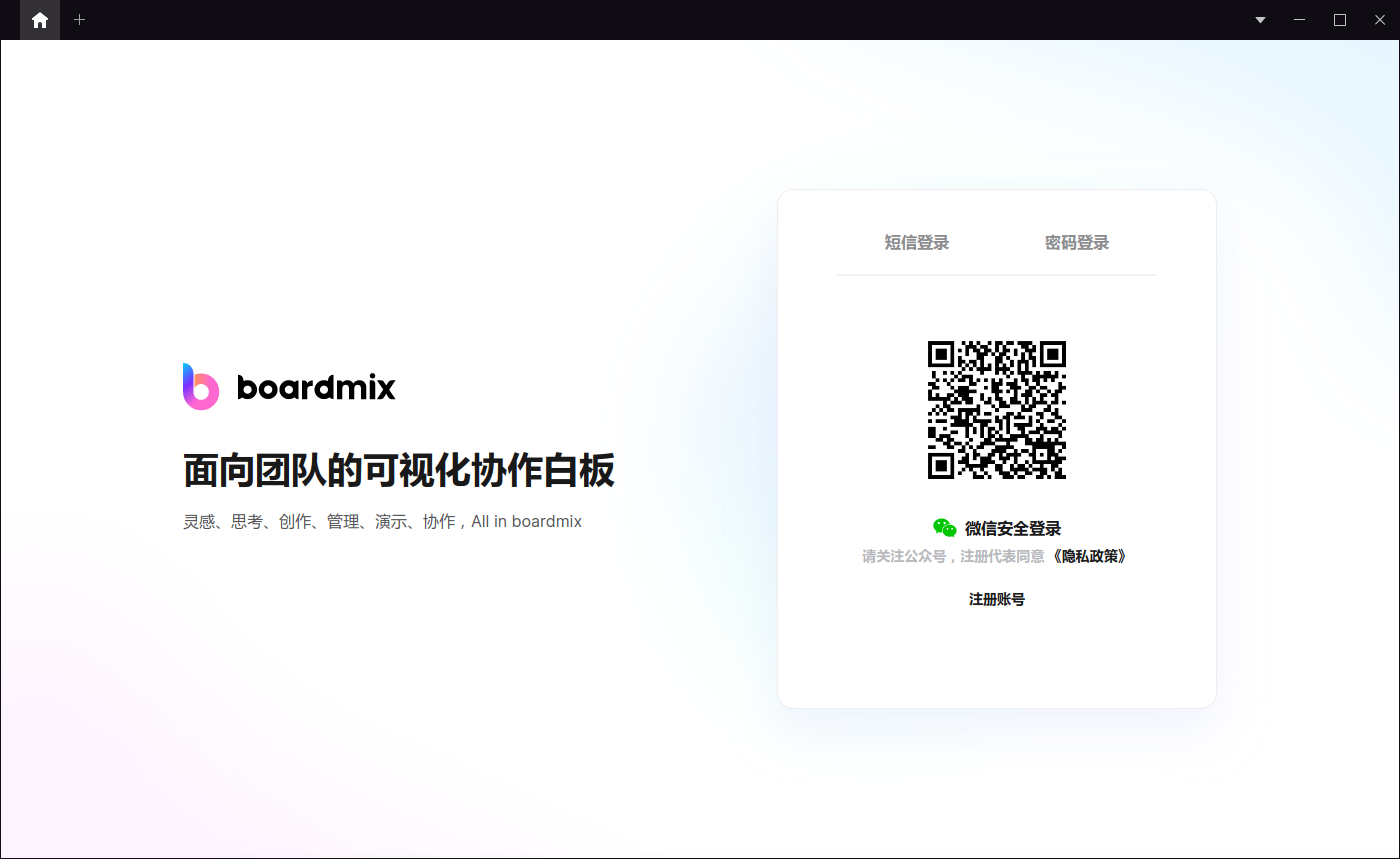 boardmix
面向团队的可视化协作白板
灵感、思考、创作、管理、演示、协作，All in boardmix
短信登录
密码登录
微信安全登录
请关注公众号，注册代表同意《隐私政策》
注册账号